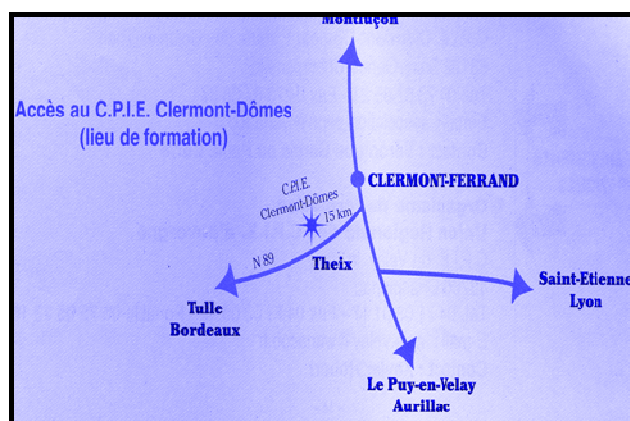 Montluçon
Accès au C.P.I.E. Clermont-Dômes
(lieu de formation)
CLERMONT-FERRAND
C.P.I.E.
Clermont-Dômes
15 km
N 89
Theix
Saint-Etienne
Lyon
Tulle
Bordeaux
Le Puy-en-Velay
Aurillac